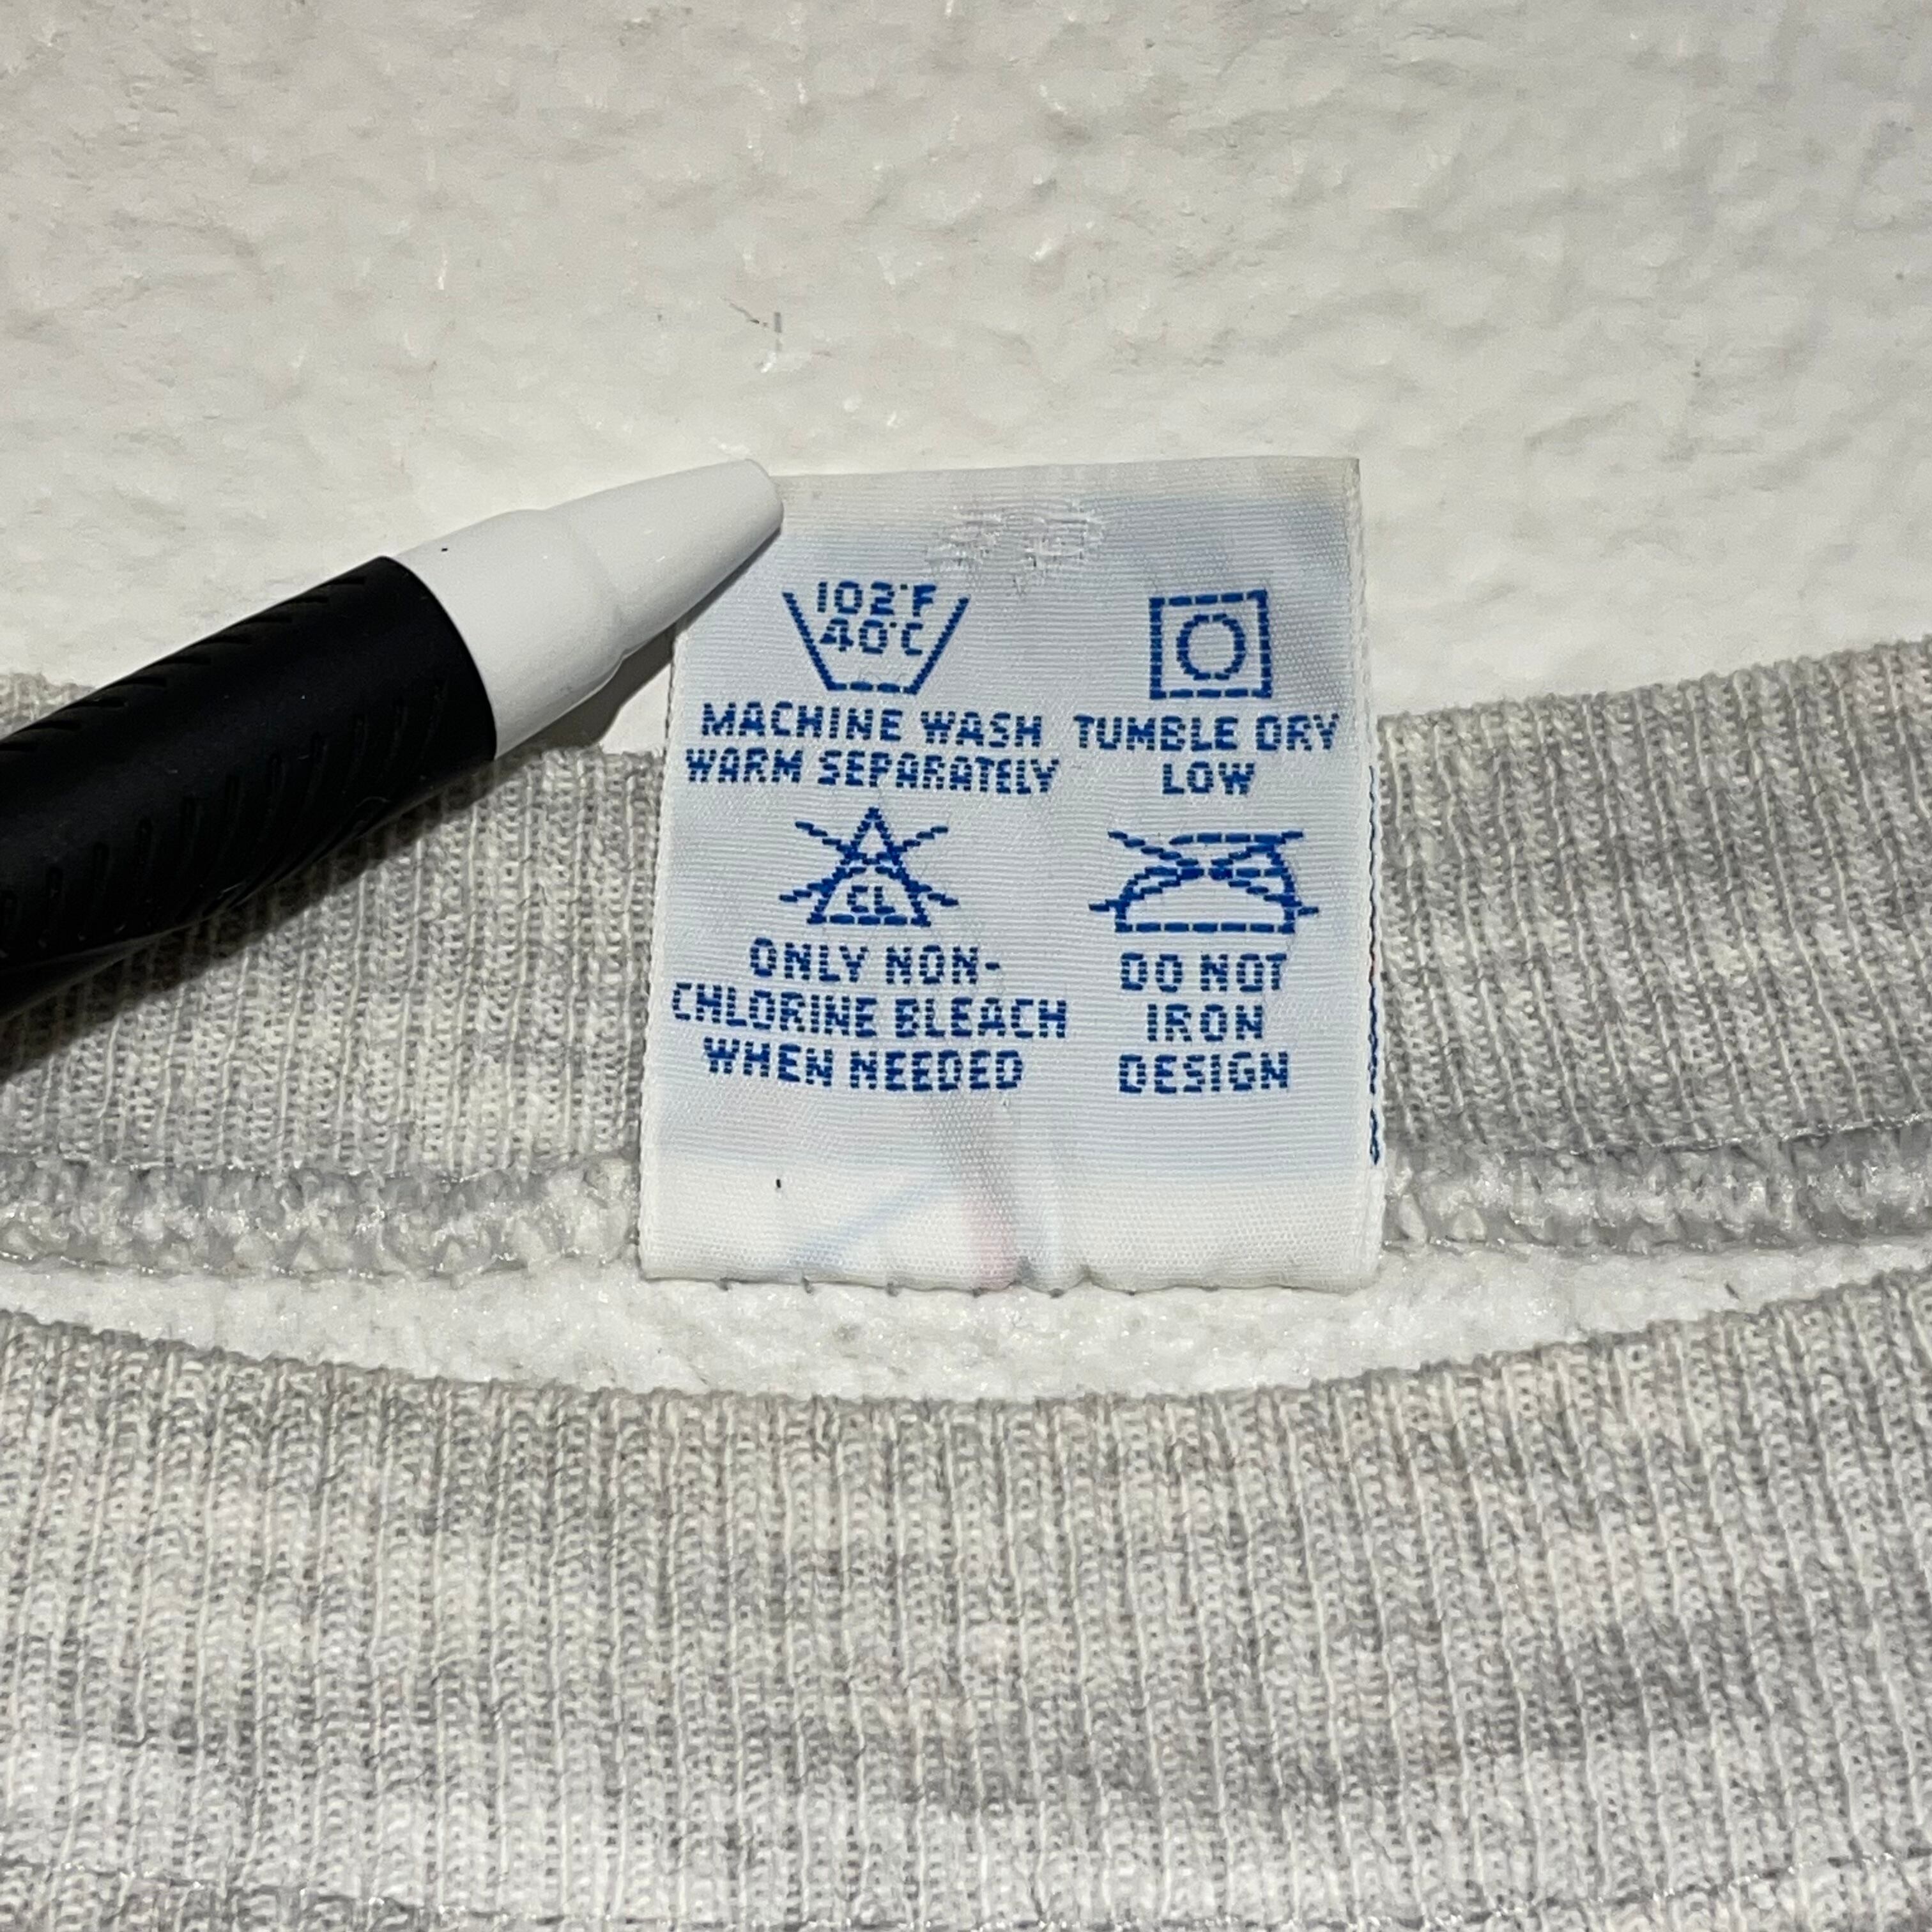 102°F
40°C
MACHINE WASH
WARM SEPARATELY
TUMBLE DRY
LOW
CL
ONLY NON-
CHLORINE BLEACH
WHEN NEEDED
DO NOT
IRON
DESIGN